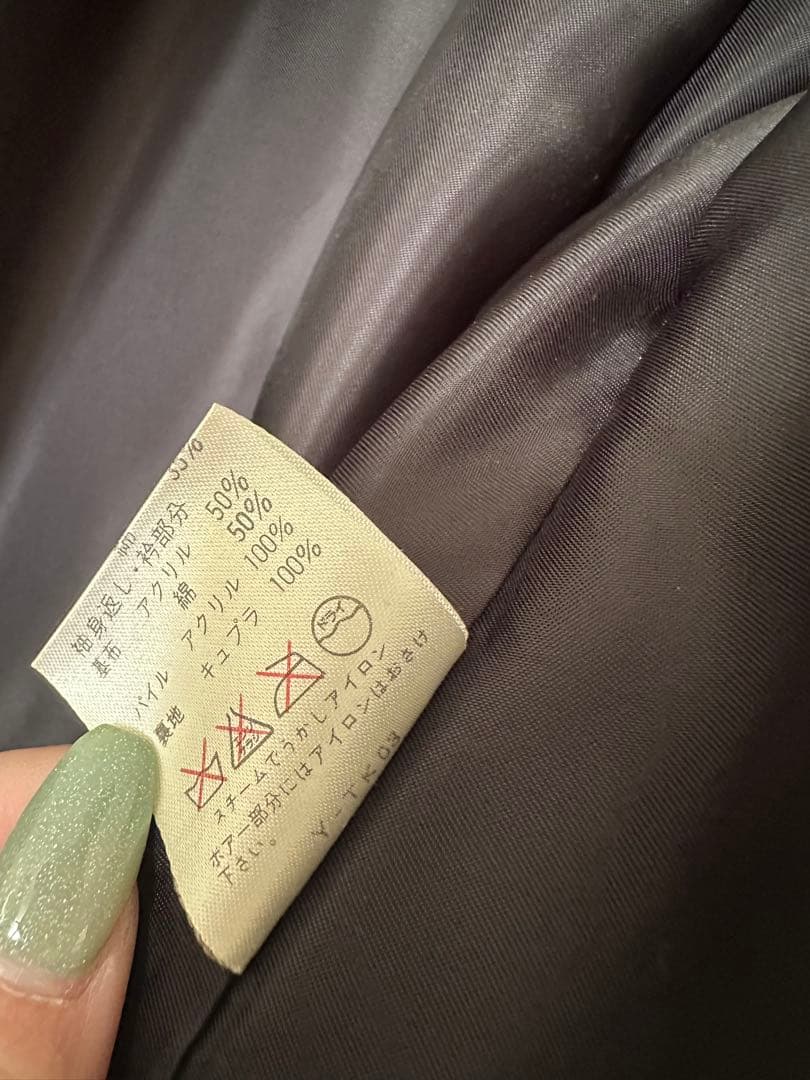 35%
袖身返し・衿部分
基布 アクリル 50%
綿 50%
パイル アクリル 100%
裏地 キュプラ 100%
ドライ
スチームでうかしアイロン
ボアー部分にはアイロンはおさけ
下さい。
Y-TK03